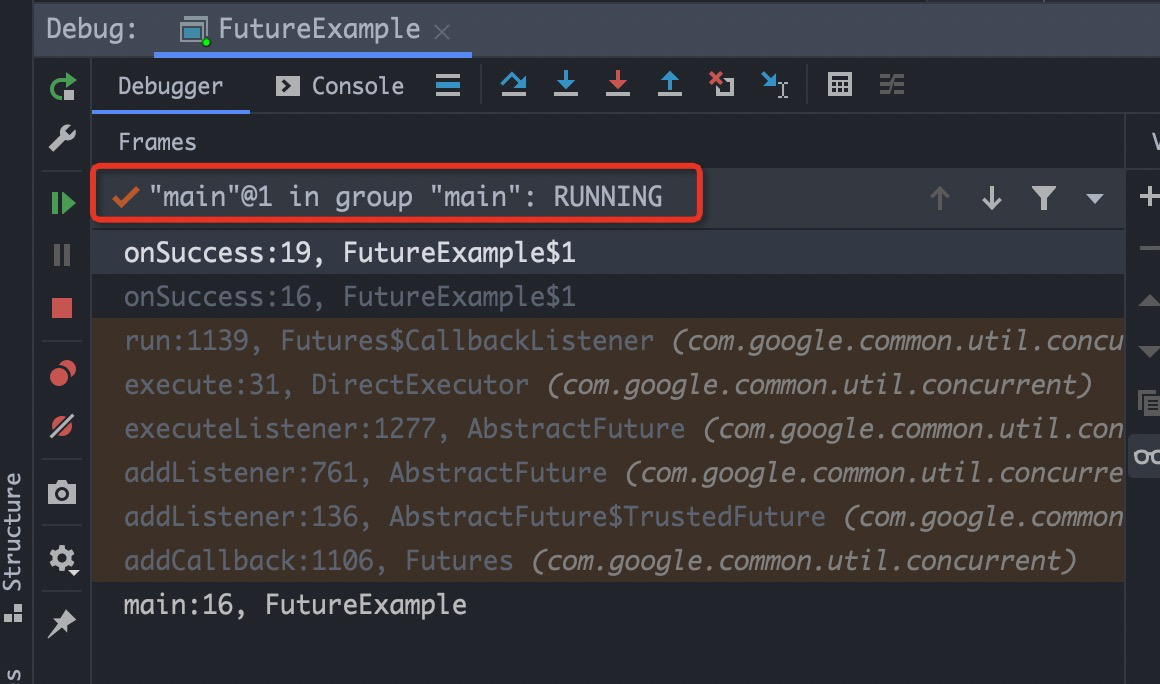 Debug: FutureExample
Debugger Console
Frames
"main"@1 in group "main": RUNNING
onSuccess:19, FutureExample$1
onSuccess:16, FutureExample$1
run:1139, Futures$CallbackListener (com.google.common.util.concu
execute:31, DirectExecutor (com.google.common.util.concurrent)
executeListener:1277, AbstractFuture (com.google.common.util.con
addListener:761, AbstractFuture (com.google.common.util.concurre
addListener:136, AbstractFuture$TrustedFuture (com.google.common
addCallback:1106, Futures (com.google.common.util.concurrent)
main:16, FutureExample
Structure